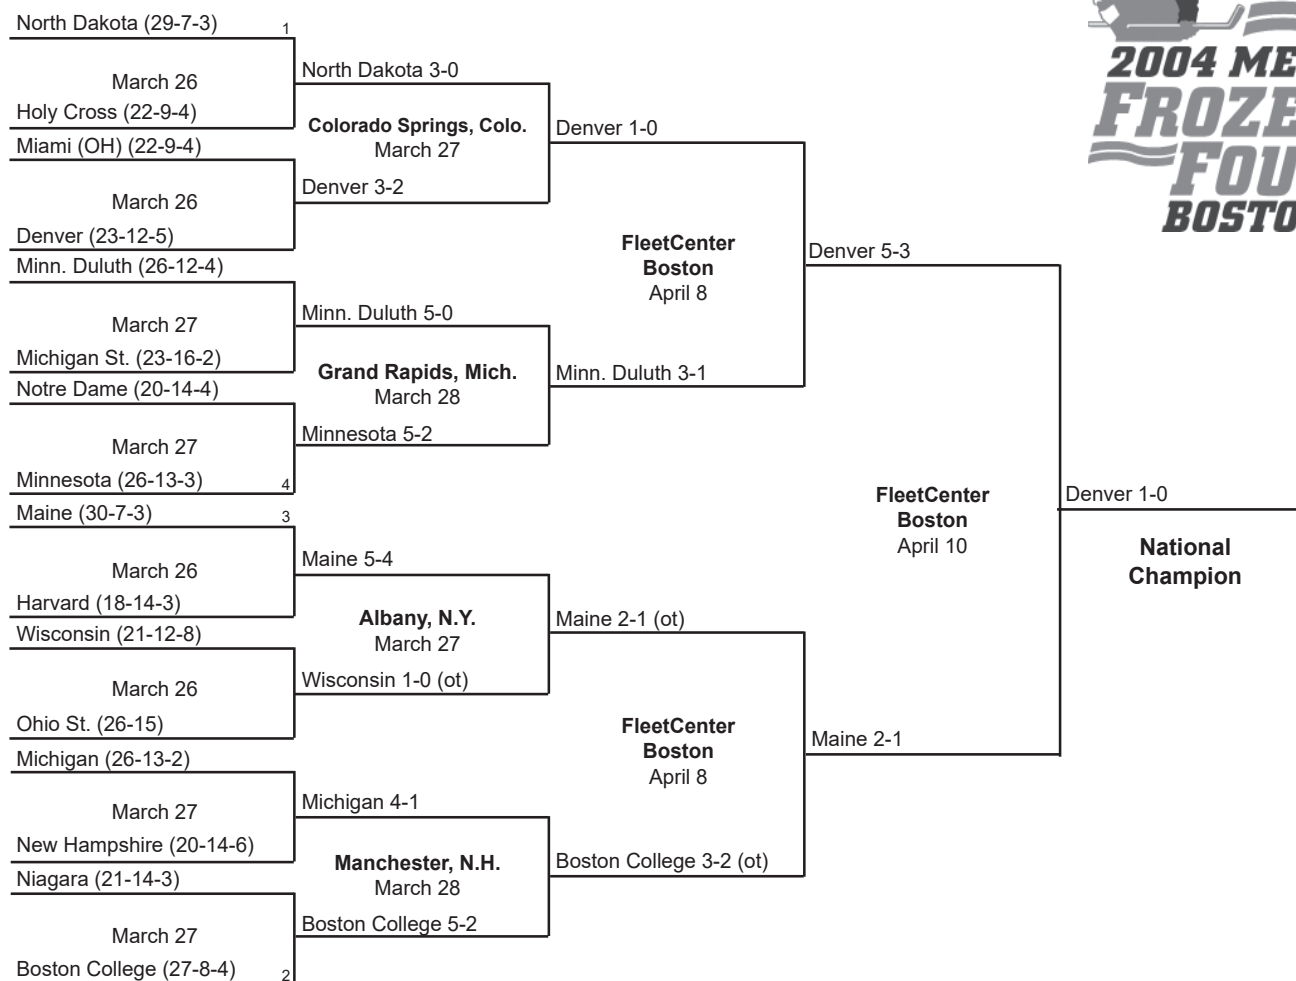 North Dakota (29-7-3) 1
March 26
Holy Cross (22-9-4)
Miami (OH) (22-9-4)
March 26
Denver (23-12-5)
Minn. Duluth (26-12-4)
March 27
Michigan St. (23-16-2)
Notre Dame (20-14-4)
March 27
Minnesota (26-13-3) 4
Maine (30-7-3) 3
March 26
Harvard (18-14-3)
Wisconsin (21-12-8)
March 26
Ohio St. (26-15)
Michigan (26-13-2)
March 27
New Hampshire (20-14-6)
Niagara (21-14-3)
March 27
Boston College (27-8-4) 2
North Dakota 3-0
Colorado Springs, Colo.
March 27
Denver 3-2
Minn. Duluth 5-0
Grand Rapids, Mich.
March 28
Minnesota 5-2
Maine 5-4
Albany, N.Y.
March 27
Wisconsin 1-0 (ot)
Michigan 4-1
Manchester, N.H.
March 28
Boston College 5-2
Denver 1-0
FleetCenter
Boston
April 8
Minn. Duluth 3-1
Maine 2-1 (ot)
FleetCenter
Boston
April 8
Boston College 3-2 (ot)
Denver 5-3
FleetCenter
Boston
April 10
Maine 2-1
Denver 1-0
National
Champion
2004 ME
FROZE
FOU
BOSTO